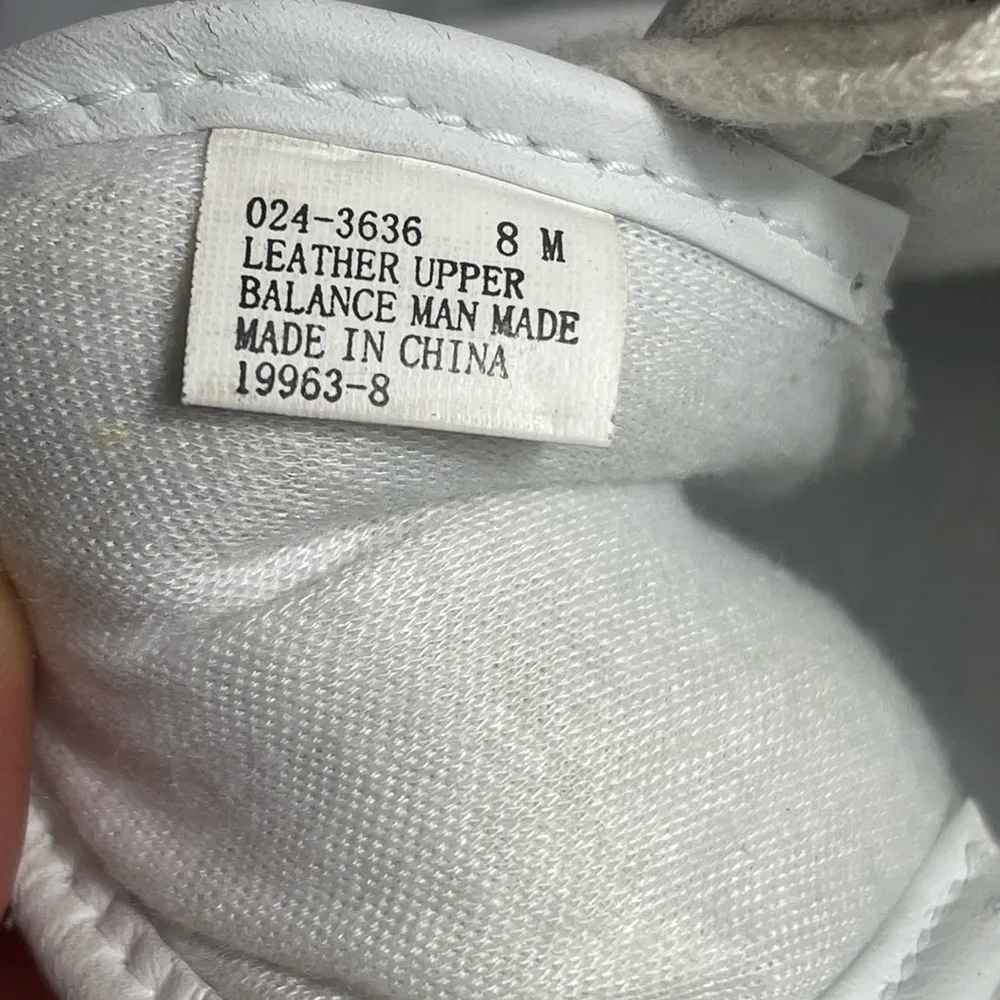 024-3636 8 M
LEATHER UPPER
BALANCE MAN MADE
MADE IN CHINA
19963-8